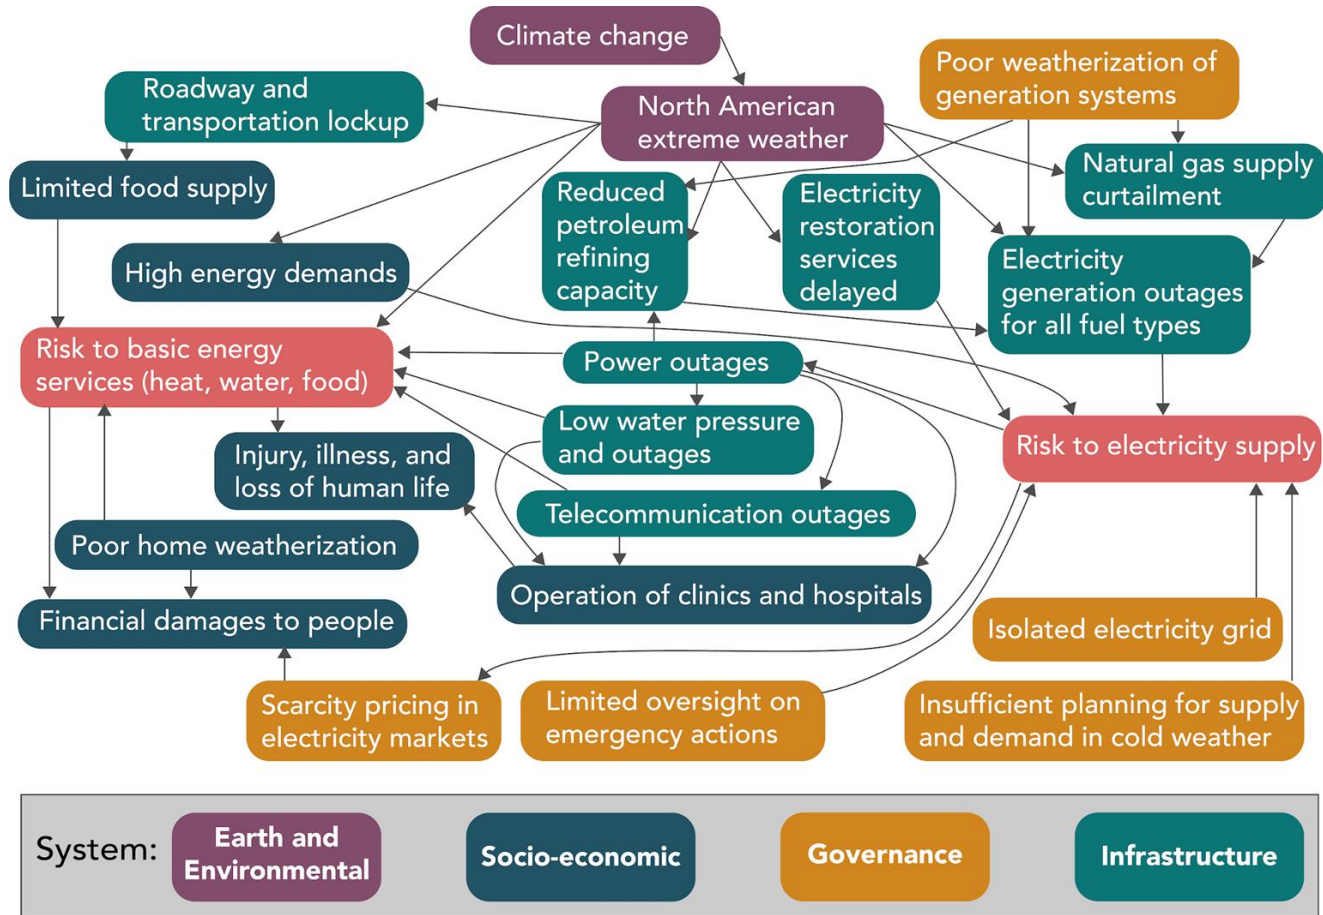 Climate change
Poor weatherization of
generation systems
Roadway and
transportation lockup
North American
extreme weather
Natural gas supply
curtailment
Limited food supply
Reduced
petroleum
refining
capacity
Electricity
restoration
services
delayed
High energy demands
Electricity
generation outages
for all fuel types
Risk to basic energy
services (heat, water, food)
Power outages
Low water pressure
and outages
Risk to electricity supply
Injury, illness, and
loss of human life
Telecommunication outages
Poor home weatherization
Operation of clinics and hospitals
Financial damages to people
Isolated electricity grid
Scarcity pricing in
electricity markets
Limited oversight on
emergency actions
Insufficient planning for supply
and demand in cold weather
System:
Earth and
Environmental
Socio-economic
Governance
Infrastructure